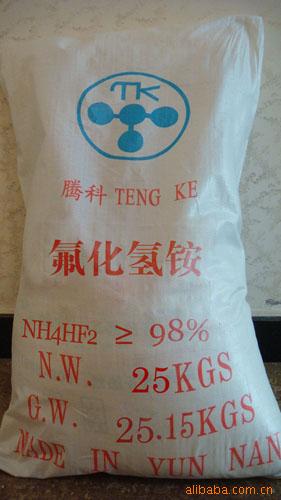 TK
腾科 TENG KE
氟化氢铵
NH4HF2 ≥ 98%
N.W. 25KGS
G.W. 25.15KGS
MADE IN YUN NAN
alibaba.com.cn